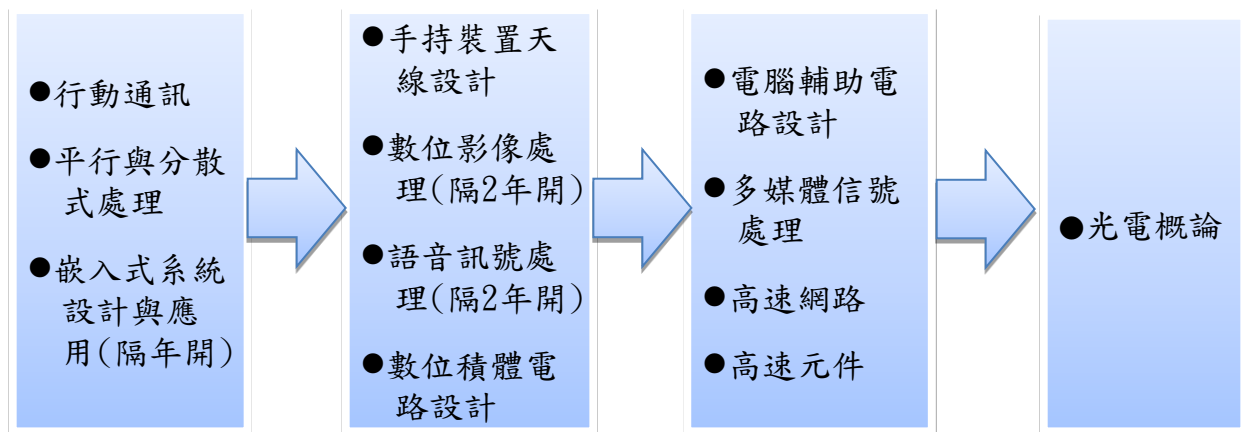 ●行動通訊
●平行與分散
式處理
●嵌入式系統
設計與應
用(隔年開)
●手持裝置天
線設計
●數位影像處
理(隔2年開)
●語音訊號處
理(隔2年開)
●數位積體電
路設計
●電腦輔助電
路設計
●多媒體信號
處理
●高速網路
●高速元件
●光電概論